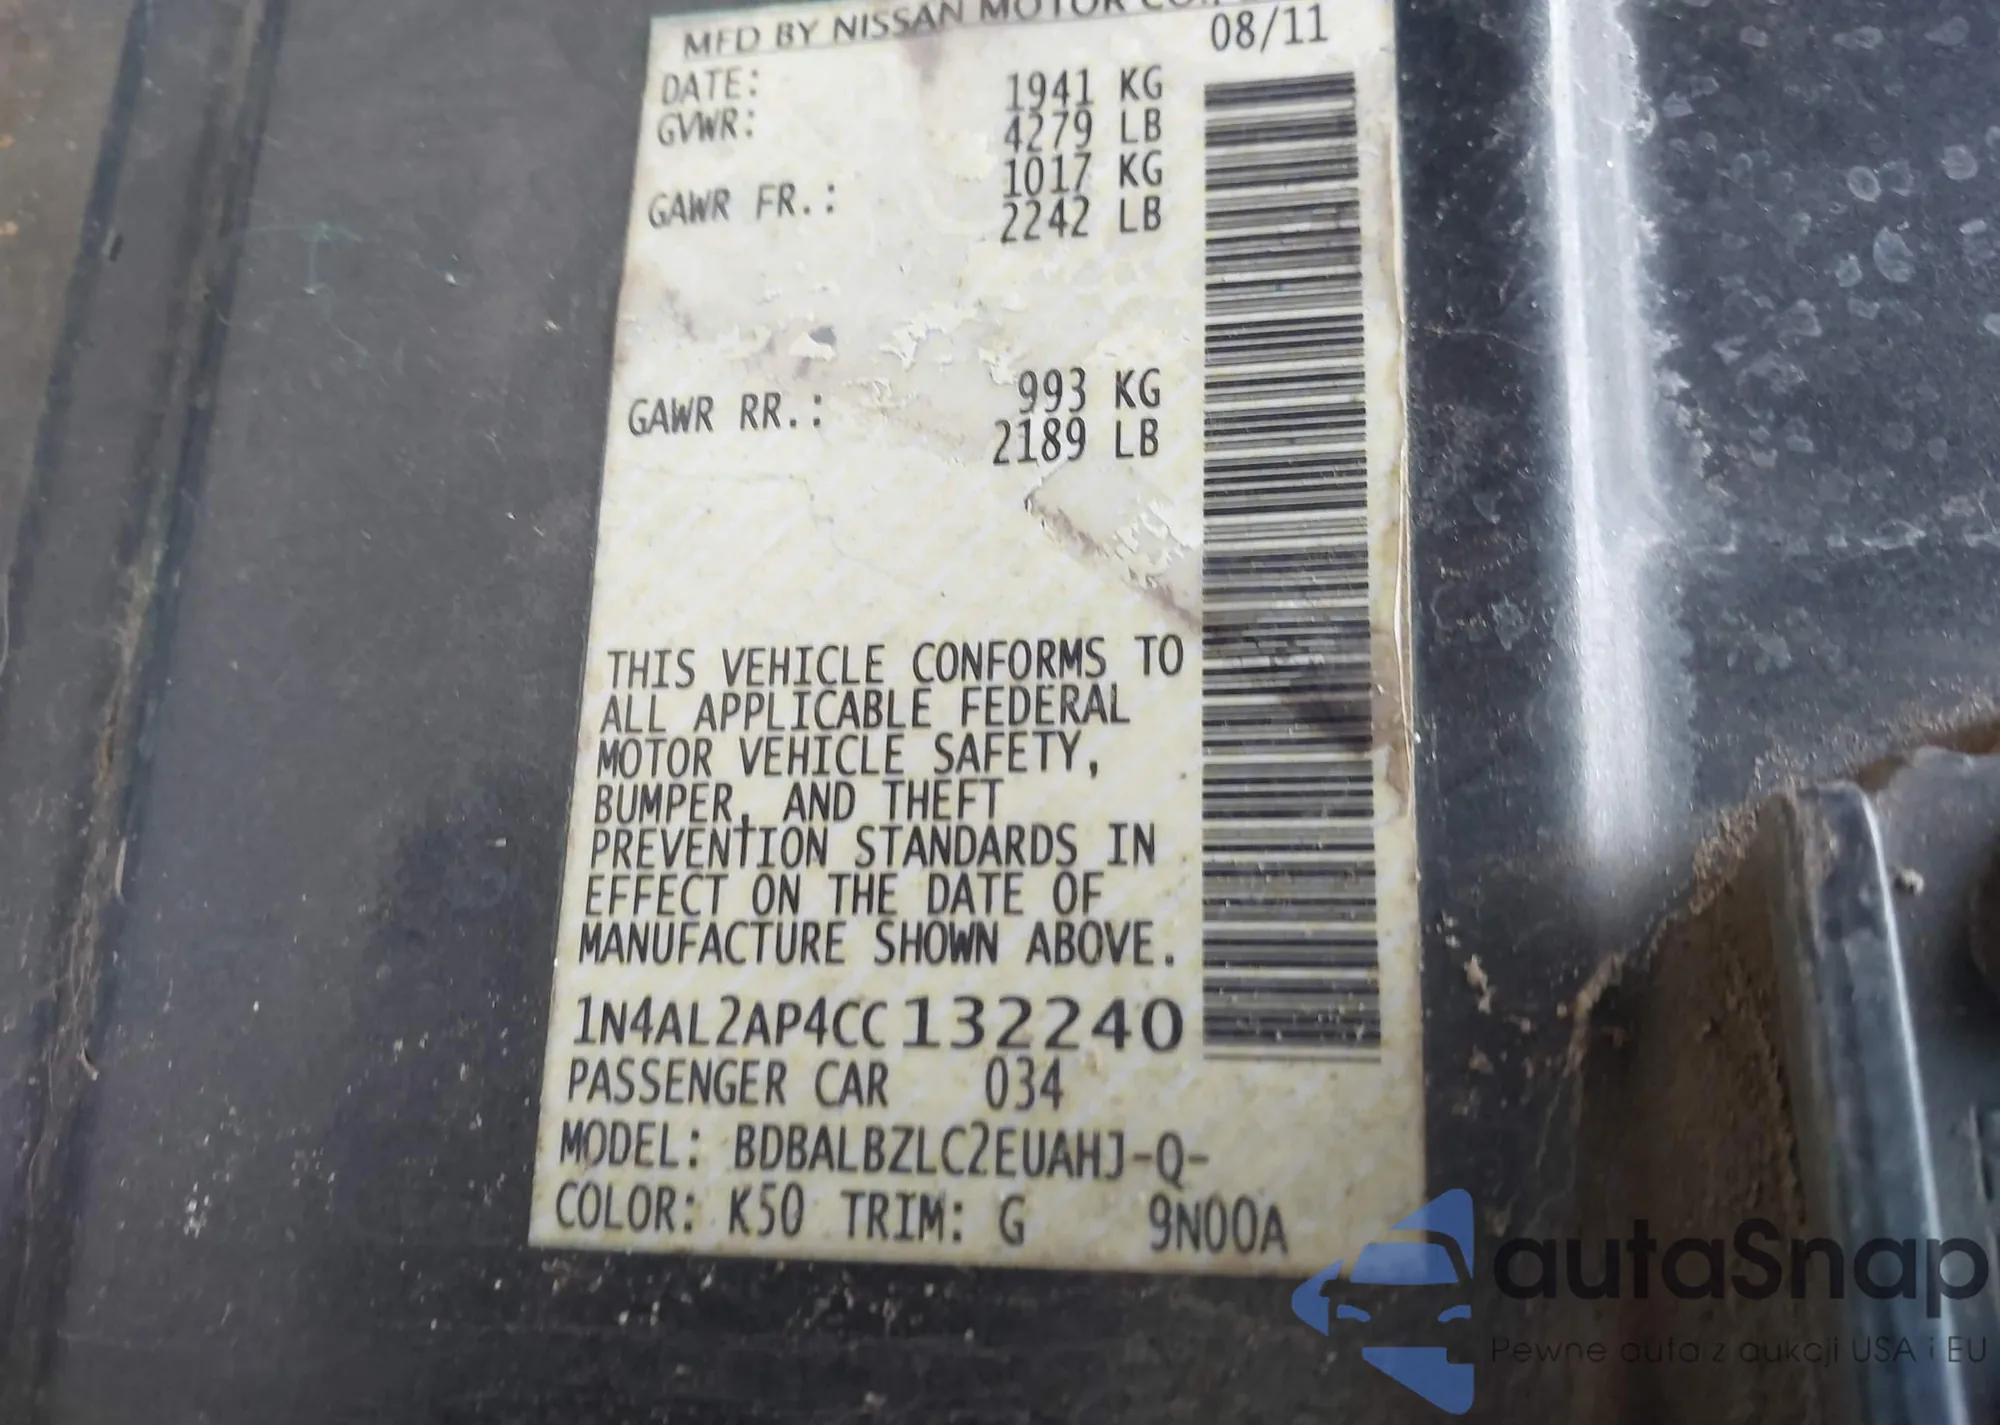 MFD BY NISSAN MOTOR CO.,
DATE: 08/11
GVWR: 1941 KG
4279 LB
GAWR FR.: 1017 KG
2242 LB
GAWR RR.: 993 KG
2189 LB
THIS VEHICLE CONFORMS TO
ALL APPLICABLE FEDERAL
MOTOR VEHICLE SAFETY,
BUMPER, AND THEFT
PREVENTION STANDARDS IN
EFFECT ON THE DATE OF
MANUFACTURE SHOWN ABOVE.
1N4AL2AP4CC132240
PASSENGER CAR 034
MODEL: BDBALBZLC2EUAHJ-Q-
COLOR: K50 TRIM: G 9N00A
autaSnap
Pewne auta z aukcji USA i EU